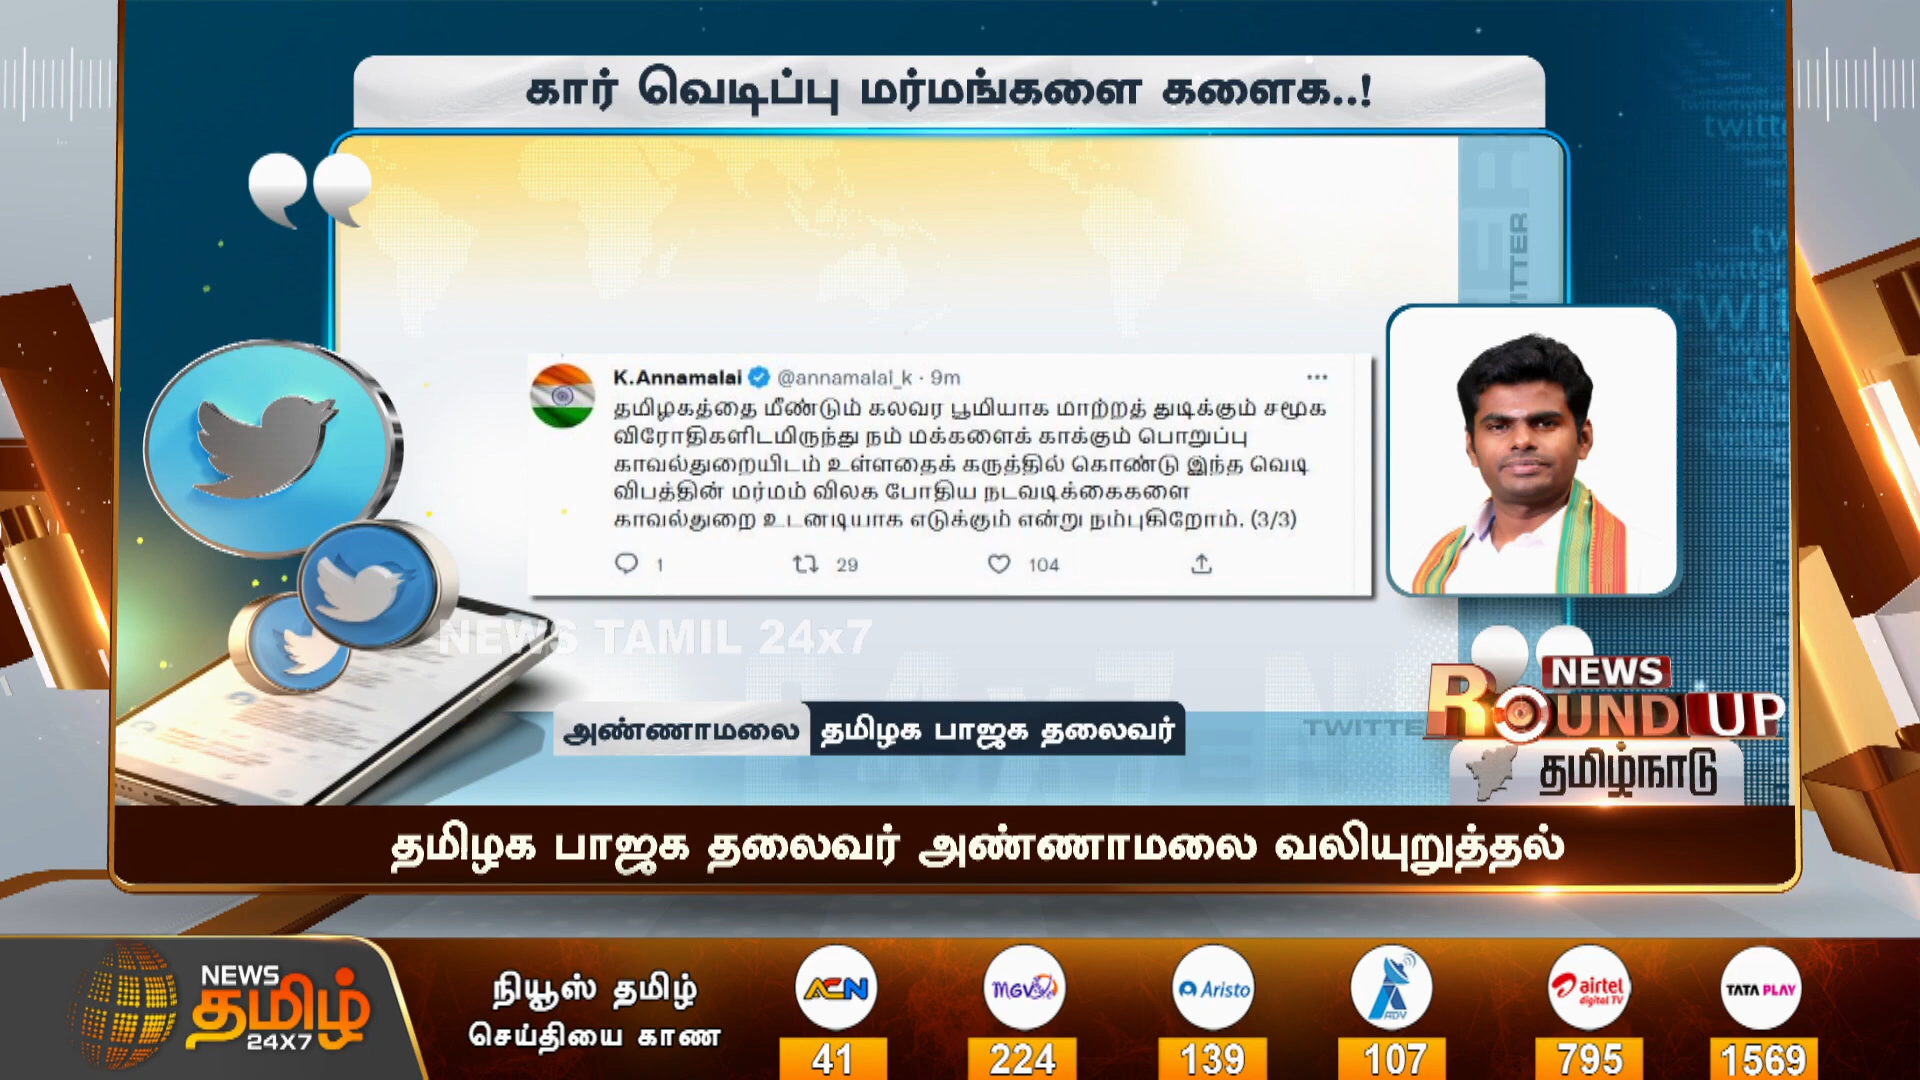 கார் வெடிப்பு மர்மங்களை களைக..!
TWITTER
K.Annamalai @annamalai_k · 9m
தமிழகத்தை மீண்டும் கலவர பூமியாக மாற்றத் துடிக்கும் சமூக
விரோதிகளிடமிருந்து நம் மக்களைக் காக்கும் பொறுப்பு
காவல்துறையிடம் உள்ளதைக் கருத்தில் கொண்டு இந்த வெடி
விபத்தின் மர்மம் விலக போதிய நடவடிக்கைகளை
காவல்துறை உடனடியாக எடுக்கும் என்று நம்புகிறோம். (3/3)
1 29 104
NEWS TAMIL 24x7
அண்ணாமலை தமிழக பாஜக தலைவர்
NEWS
ROUND UP
தமிழ்நாடு
தமிழக பாஜக தலைவர் அண்ணாமலை வலியுறுத்தல்
NEWS
தமிழ்
24X7
நியூஸ் தமிழ்
செய்தியை காண
ACN MGV Aristo ADV airtel digital TV TATA PLAY
41 224 139 107 795 1569